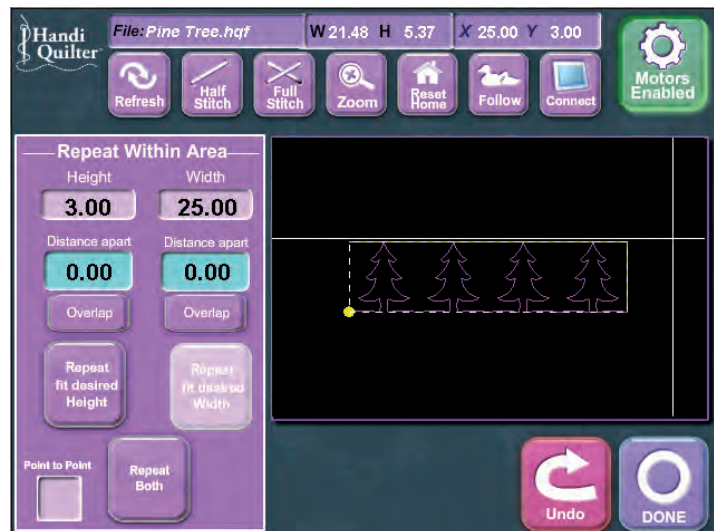 Handi Quilter
File: Pine Tree.hqf W 21.48 H 5.37 X 25.00 Y 3.00
Refresh
Half Stitch
Full Stitch
Zoom
Reset Home
Follow
Connect
Motors Enabled
Repeat Within Area
Height Width
3.00 25.00
Distance apart Distance apart
0.00 0.00
Overlap Overlap
Repeat fit desired Height
Repeat fit desired Width
Point to Point
Repeat Both
Undo
DONE